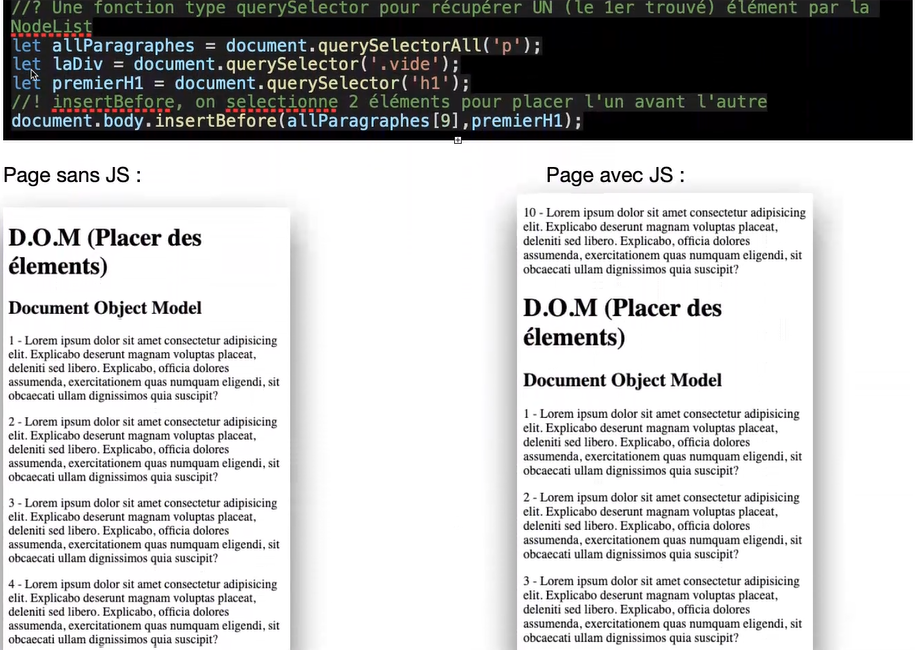 //? Une fonction type querySelector pour récupérer UN (le 1er trouvé) élément par la
NodeList
let allParagraphes = document.querySelectorAll('p');
let laDiv = document.querySelector('.vide');
let premierH1 = document.querySelector('h1');
//! insertBefore, on selectionne 2 éléments pour placer l'un avant l'autre
document.body.insertBefore(allParagraphes[9],premierH1);
Page sans JS :
D.O.M (Placer des
élements)
Document Object Model
1 - Lorem ipsum dolor sit amet consectetur adipisicing
elit. Explicabo deserunt magnam voluptas placeat,
deleniti sed libero. Explicabo, officia dolores
assumenda, exercitationem quas numquam eligendi, sit
obcaecati ullam dignissimos quia suscipit?
2 - Lorem ipsum dolor sit amet consectetur adipisicing
elit. Explicabo deserunt magnam voluptas placeat,
deleniti sed libero. Explicabo, officia dolores
assumenda, exercitationem quas numquam eligendi, sit
obcaecati ullam dignissimos quia suscipit?
3 - Lorem ipsum dolor sit amet consectetur adipisicing
elit. Explicabo deserunt magnam voluptas placeat,
deleniti sed libero. Explicabo, officia dolores
assumenda, exercitationem quas numquam eligendi, sit
obcaecati ullam dignissimos quia suscipit?
4 - Lorem ipsum dolor sit amet consectetur adipisicing
elit. Explicabo deserunt magnam voluptas placeat,
deleniti sed libero. Explicabo, officia dolores
assumenda, exercitationem quas numquam eligendi, sit
obcaecati ullam dignissimos quia suscipit?
Page avec JS :
10 - Lorem ipsum dolor sit amet consectetur adipisicing
elit. Explicabo deserunt magnam voluptas placeat,
deleniti sed libero. Explicabo, officia dolores
assumenda, exercitationem quas numquam eligendi, sit
obcaecati ullam dignissimos quia suscipit?
D.O.M (Placer des
élements)
Document Object Model
1 - Lorem ipsum dolor sit amet consectetur adipisicing
elit. Explicabo deserunt magnam voluptas placeat,
deleniti sed libero. Explicabo, officia dolores
assumenda, exercitationem quas numquam eligendi, sit
obcaecati ullam dignissimos quia suscipit?
2 - Lorem ipsum dolor sit amet consectetur adipisicing
elit. Explicabo deserunt magnam voluptas placeat,
deleniti sed libero. Explicabo, officia dolores
assumenda, exercitationem quas numquam eligendi, sit
obcaecati ullam dignissimos quia suscipit?
3 - Lorem ipsum dolor sit amet consectetur adipisicing
elit. Explicabo deserunt magnam voluptas placeat,
deleniti sed libero. Explicabo, officia dolores
assumenda, exercitationem quas numquam eligendi, sit
obcaecati ullam dignissimos quia suscipit?